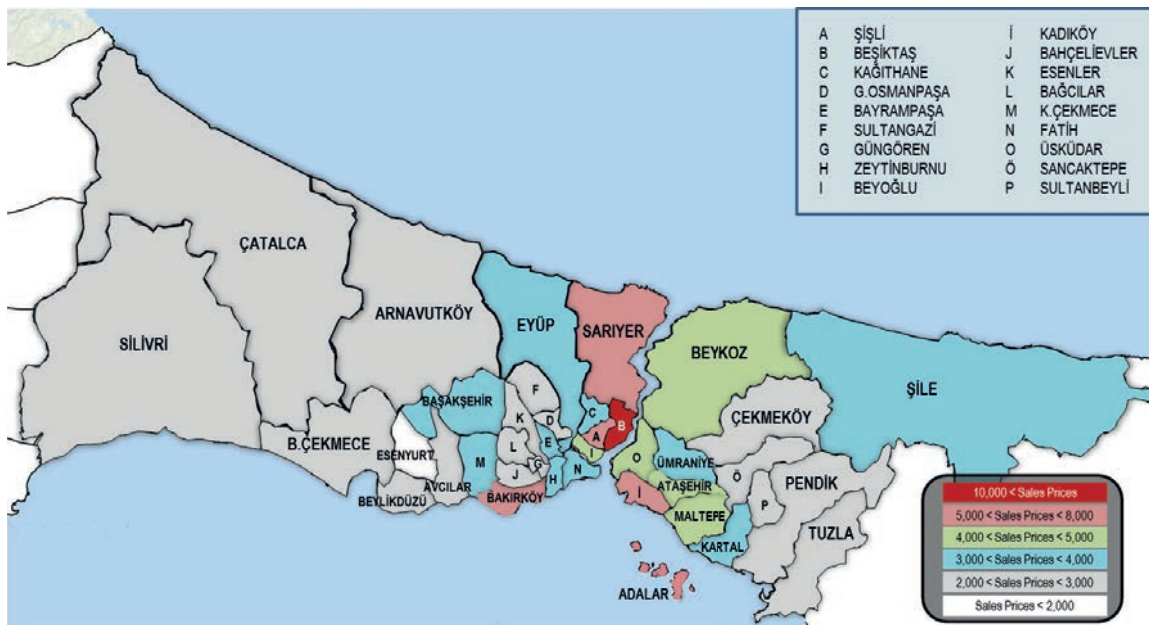 A ŞİŞLİ
B BEŞİKTAŞ
C KAĞITHANE
D G.OSMANPAŞA
E BAYRAMPAŞA
F SULTANGAZİ
G GÜNGÖREN
H ZEYTİNBURNU
I BEYOĞLU
İ KADIKÖY
J BAHÇELİEVLER
K ESENLER
L BAĞCILAR
M K.ÇEKMECE
N FATİH
O ÜSKÜDAR
Ö SANCAKTEPE
P SULTANBEYLİ
ÇATALCA
SİLİVRİ
ARNAVUTKÖY
EYÜP
SARIYER
BEYKOZ
ŞİLE
BAŞAKŞEHİR
F
K
D
C
B
A
E
I
ÇEKMEKÖY
B.ÇEKMECE
ESENYURT
M
L
G
J
H
N
O
ÜMRANİYE
Ö
PENDİK
BEYLİKDÜZÜ
AVCILAR
BAKIRKÖY
İ
ATAŞEHİR
MALTEPE
P
KARTAL
TUZLA
ADALAR
10,000 < Sales Prices
5,000 < Sales Prices < 8,000
4,000 < Sales Prices < 5,000
3,000 < Sales Prices < 4,000
2,000 < Sales Prices < 3,000
Sales Prices < 2,000